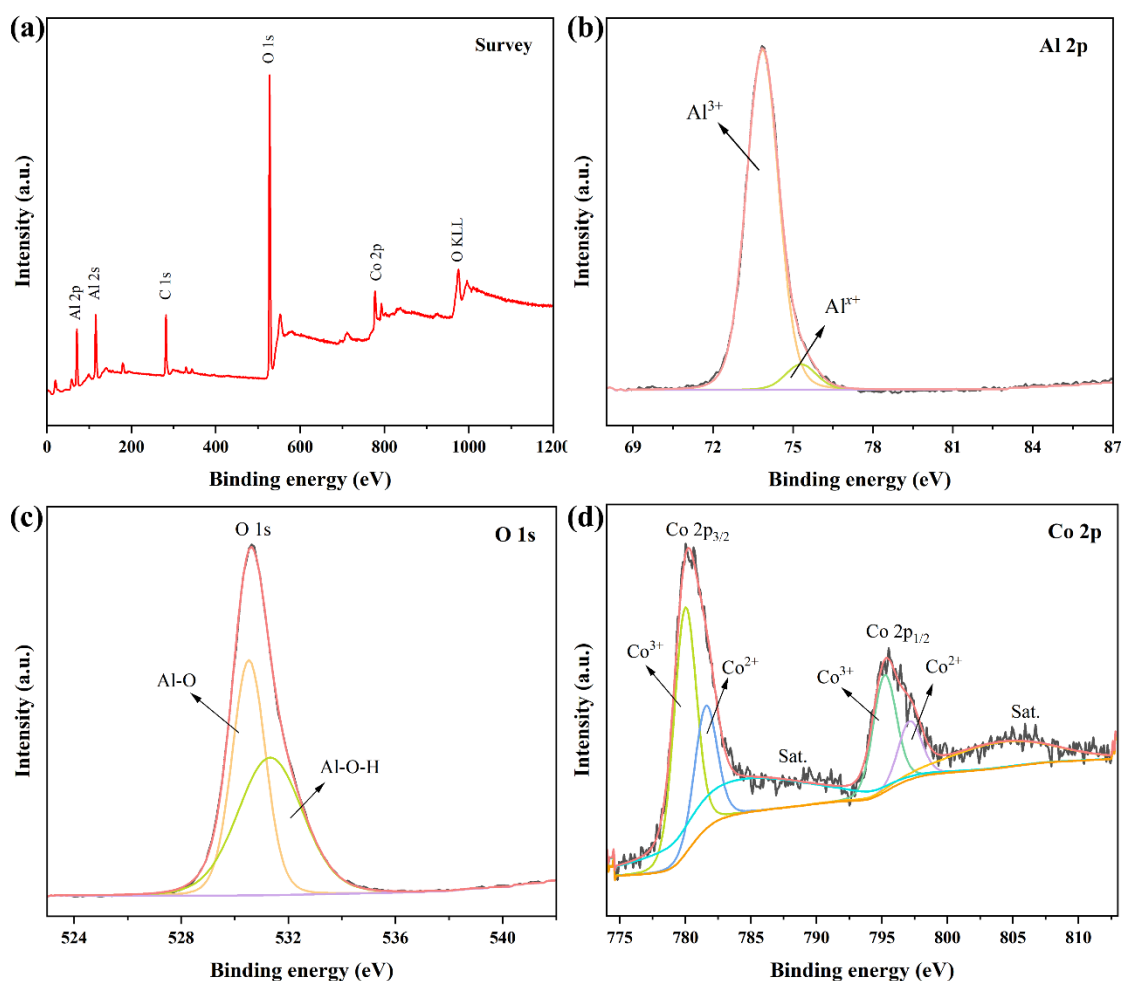 (a)
Survey
Al 2p
Al 2s
C 1s
O 1s
Co 2p
O KLL
Intensity (a.u.)
0 200 400 600 800 1000 1200
Binding energy (eV)
(b)
Al 2p
Al³⁺
Alˣ⁺
Intensity (a.u.)
69 72 75 78 81 84 87
Binding energy (eV)
(c)
O 1s
O 1s
Al-O
Al-O-H
Intensity (a.u.)
524 528 532 536 540
Binding energy (eV)
(d)
Co 2p
Co 2p₃/₂
Co³⁺
Co²⁺
Sat.
Co 2p₁/₂
Co³⁺
Co²⁺
Sat.
Intensity (a.u.)
775 780 785 790 795 800 805 810
Binding energy (eV)